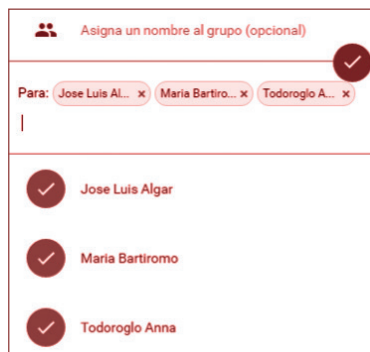 Asigna un nombre al grupo (opcional)
Para: Jose Luis Al... × Maria Bartiro... × Todoroglo A... ×
Jose Luis Algar
Maria Bartiromo
Todoroglo Anna